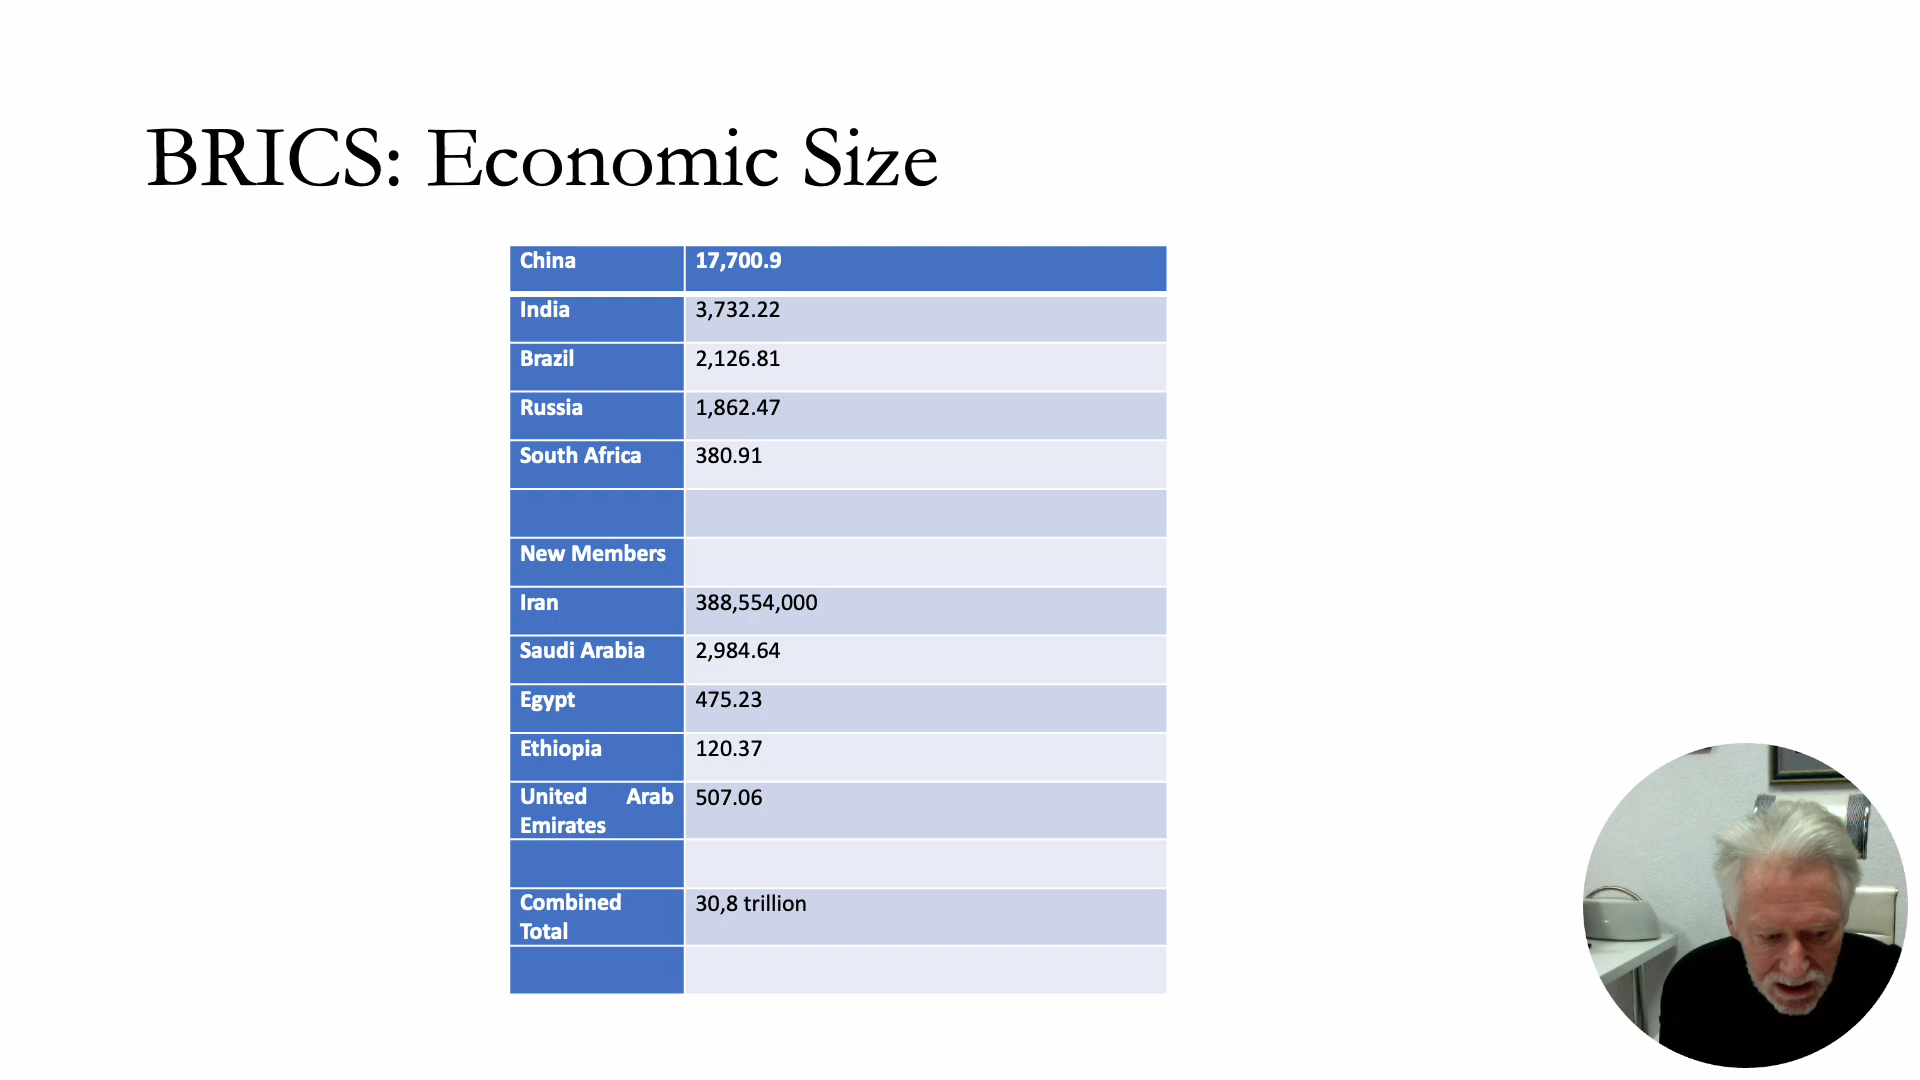 BRICS: Economic Size
China 17,700.9
India 3,732.22
Brazil 2,126.81
Russia 1,862.47
South Africa 380.91
New Members
Iran 388,554,000
Saudi Arabia 2,984.64
Egypt 475.23
Ethiopia 120.37
United Arab 507.06
Emirates
Combined 30,8 trillion
Total